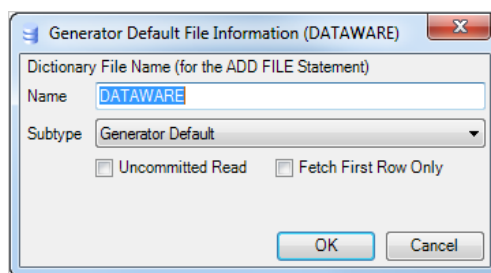 Generator Default File Information (DATAWARE)
Dictionary File Name (for the ADD FILE Statement)
Name DATAWARE
Subtype Generator Default
Uncommitted Read Fetch First Row Only
OK Cancel